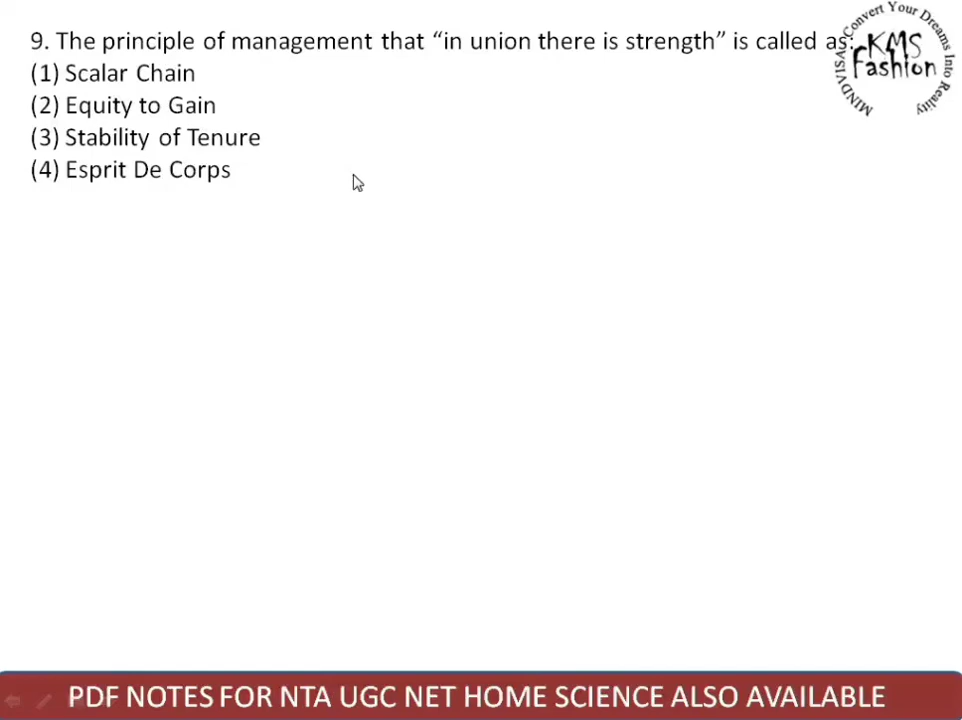 9. The principle of management that “in union there is strength” is called as:
(1) Scalar Chain
(2) Equity to Gain
(3) Stability of Tenure
(4) Esprit De Corps
MINDVISA: Convert Your Dreams Into Reality
KMS
Fashion
PDF NOTES FOR NTA UGC NET HOME SCIENCE ALSO AVAILABLE